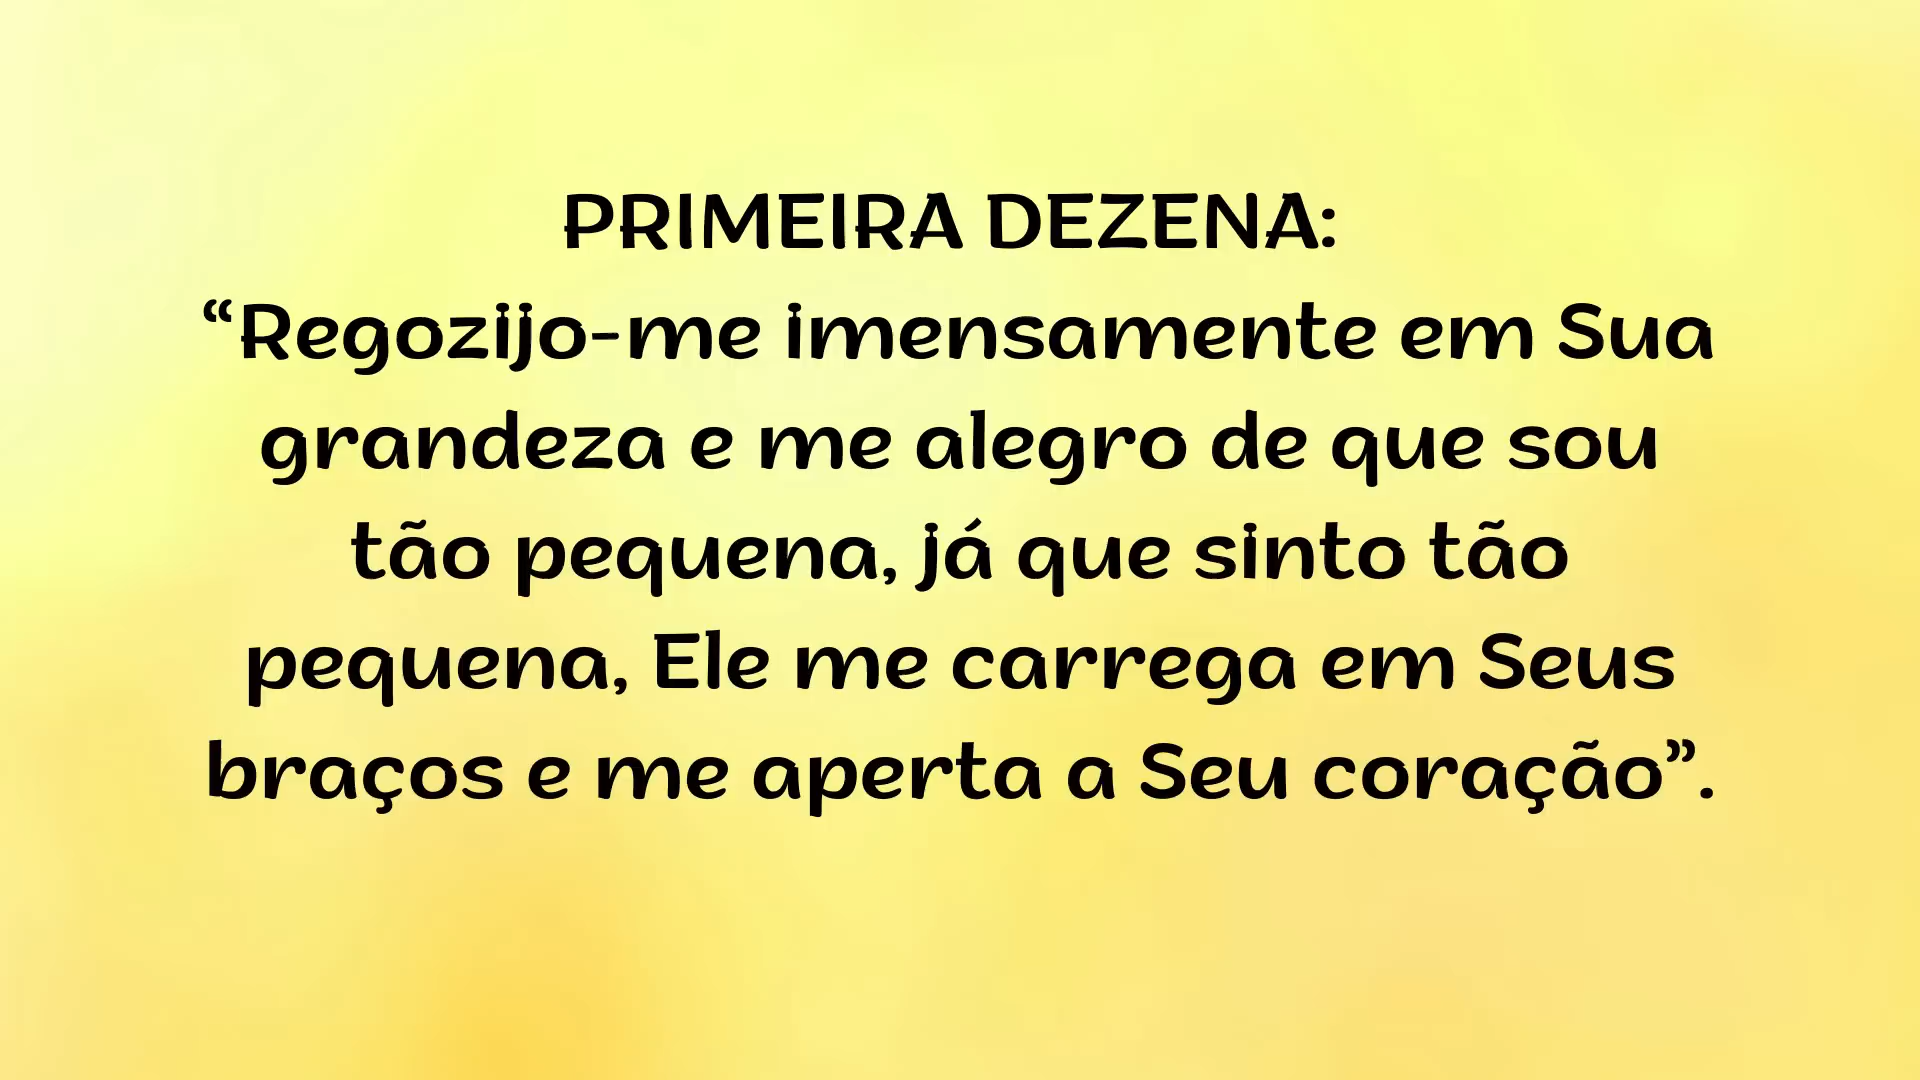 PRIMEIRA DEZENA:
“Regozijo-me imensamente em Sua
grandeza e me alegro de que sou
tão pequena, já que sinto tão
pequena, Ele me carrega em Seus
braços e me aperta a Seu coração”.